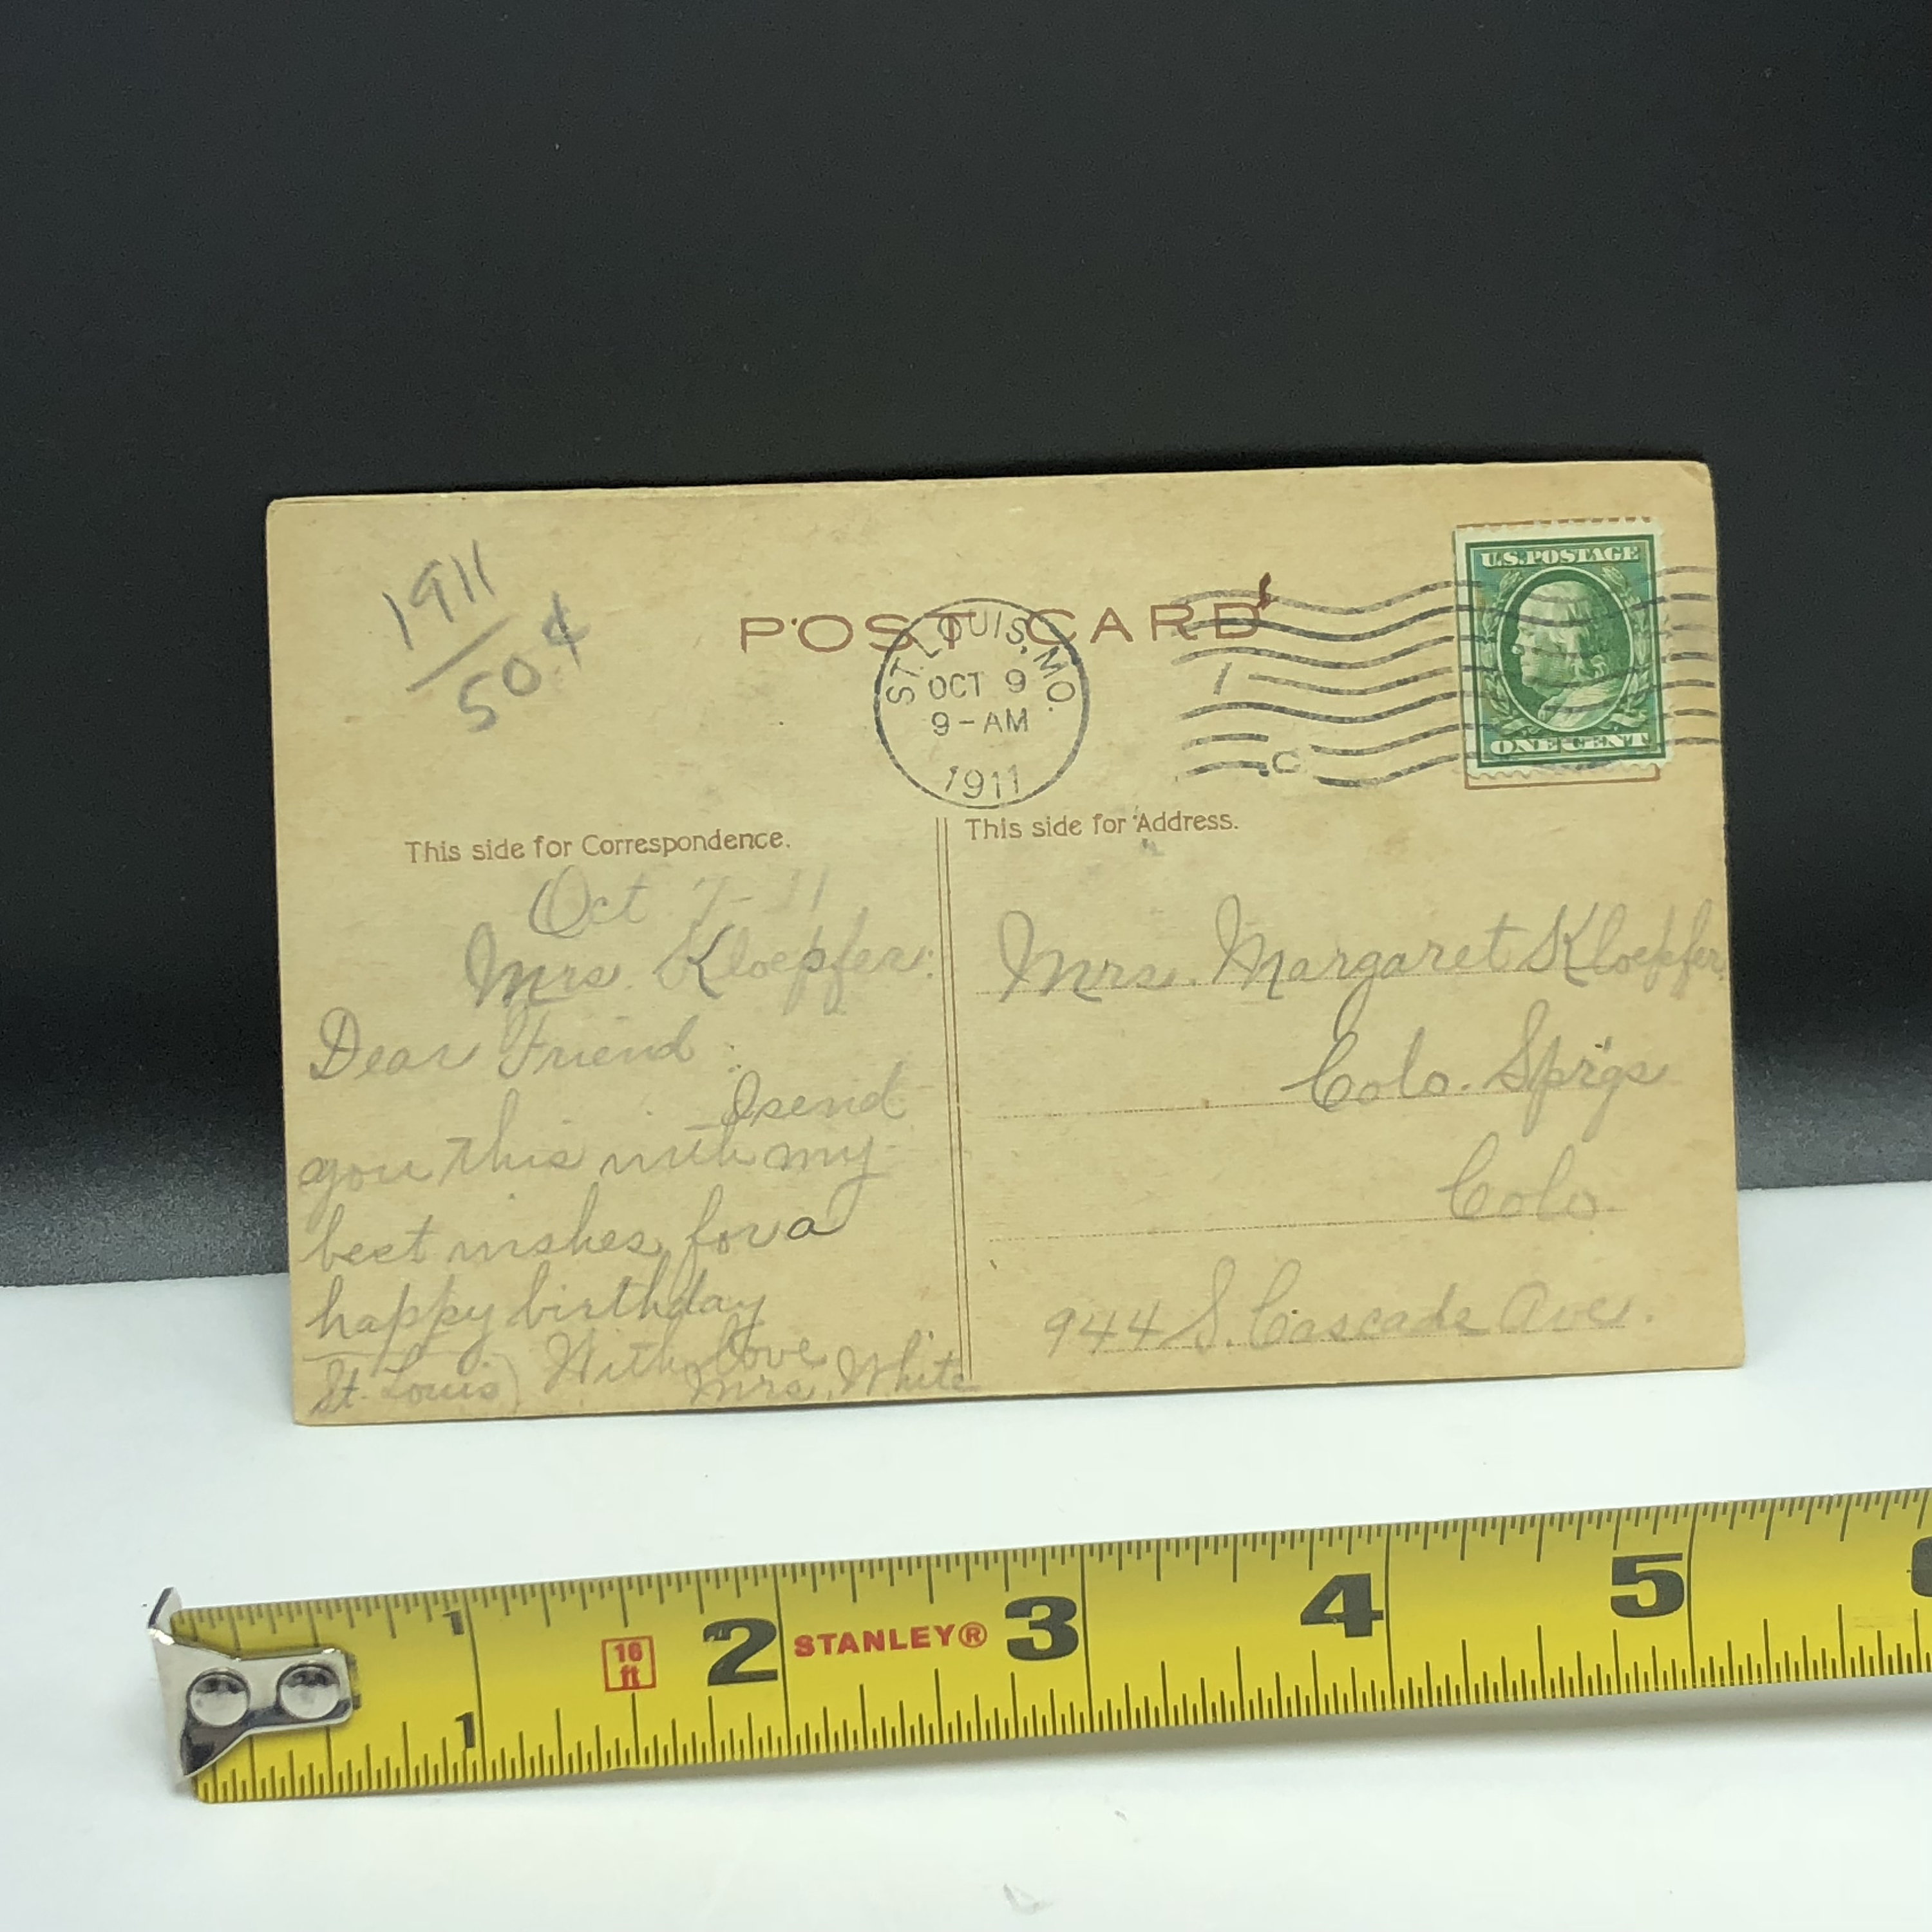 1911
50¢
POST CARD
ST. LOUIS, MO.
OCT 9
9-AM
1911
1
C
U.S. POSTAGE
ONE CENT
This side for Correspondence.
Oct 7-11
Mrs. Kloepfer:
Dear Friend:
I send
you this with my
best wishes for a
happy birthday
With Love
St. Louis) Mrs. White
This side for Address.
Mrs. Margaret Kloepfer
Colo. Sprgs
Colo.
944 S. Cascade Ave.
1 2 3 4 5
16
ft
STANLEY®
1